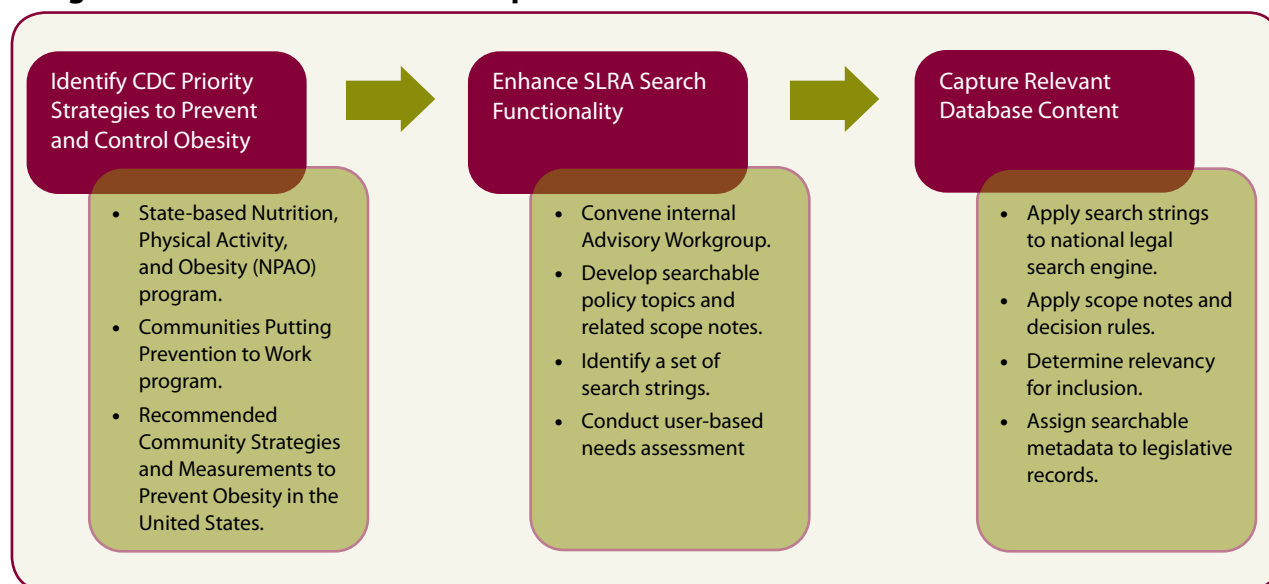 Identify CDC Priority
Strategies to Prevent
and Control Obesity
• State-based Nutrition,
Physical Activity,
and Obesity (NPAO)
program.
• Communities Putting
Prevention to Work
program.
• Recommended
Community Strategies
and Measurements to
Prevent Obesity in the
United States.
Enhance SLRA Search
Functionality
• Convene internal
Advisory Workgroup.
• Develop searchable
policy topics and
related scope notes.
• Identify a set of
search strings.
• Conduct user-based
needs assessment
Capture Relevant
Database Content
• Apply search strings
to national legal
search engine.
• Apply scope notes and
decision rules.
• Determine relevancy
for inclusion.
• Assign searchable
metadata to legislative
records.